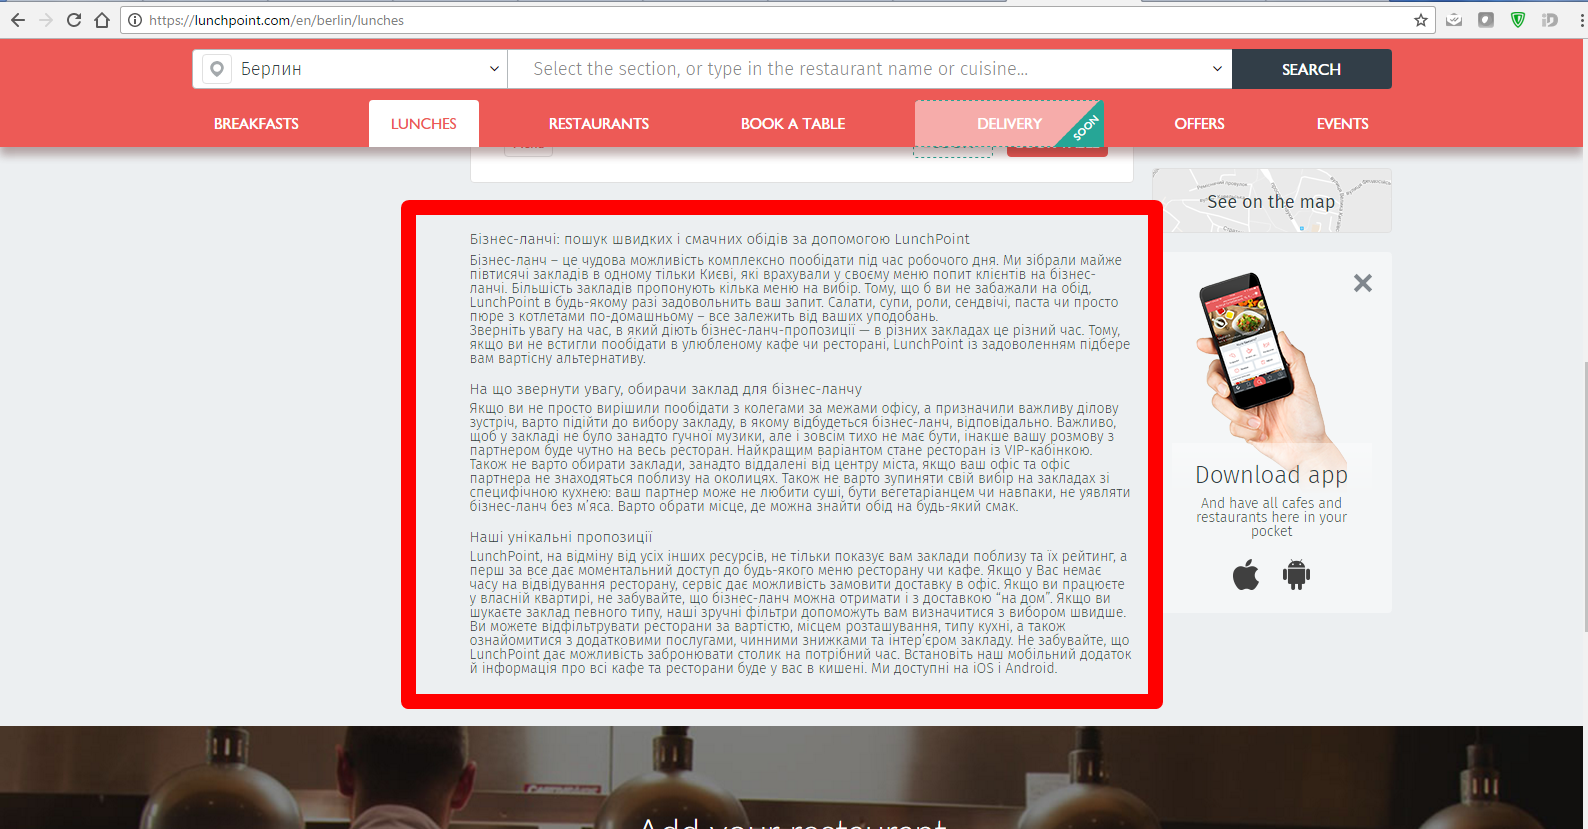 https://lunchpoint.com/en/berlin/lunches
Берлин
Select the section, or type in the restaurant name or cuisine...
SEARCH
BREAKFASTS
LUNCHES
RESTAURANTS
BOOK A TABLE
DELIVERY
SOON
OFFERS
EVENTS
See on the map
Бізнес-ланчі: пошук швидких і смачних обідів за допомогою LunchPoint
Бізнес-ланч – це чудова можливість комплексно пообідати під час робочого дня. Ми зібрали майже
півтисячі закладів в одному тільки Києві, які врахували у своєму меню попит клієнтів на бізнес-
ланчі. Більшість закладів пропонують кілька меню на вибір. Тому, що б ви не забажали на обід,
LunchPoint в будь-якому разі задовольнить ваш запит. Салати, супи, роли, сендвічі, паста чи просто
пюре з котлетами по-домашньому – все залежить від ваших уподобань.
Зверніть увагу на час, в який діють бізнес-ланч-пропозиції — в різних закладах це різний час. Тому,
якщо ви не встигли пообідати в улюбленому кафе чи ресторані, LunchPoint із задоволенням підбере
вам вартісну альтернативу.
На що звернути увагу, обирачи заклад для бізнес-ланчу
Якщо ви не просто вирішили пообідати з колегами за межами офісу, а призначили важливу ділову
зустріч, варто підійти до вибору закладу, в якому відбудеться бізнес-ланч, відповідально. Важливо,
щоб у закладі не було занадто гучної музики, але і зовсім тихо не має бути, інакше вашу розмову з
партнером буде чутно на весь ресторан. Найкращим варіантом стане ресторан із VIP-кабінкою.
Також не варто обирати заклади, занадто віддалені від центру міста, якщо ваш офіс та офіс
партнера не знаходяться поблизу на околицях. Також не варто зупиняти свій вибір на закладах зі
специфічною кухнею: ваш партнер може не любити суші, бути вегетаріанцем чи навпаки, не уявляти
бізнес-ланч без м’яса. Варто обрати місце, де можна знайти обід на будь-який смак.
Наші унікальні пропозиції
LunchPoint, на відміну від усіх інших ресурсів, не тільки показує вам заклади поблизу та їх рейтинг, а
перш за все дає моментальний доступ до будь-якого меню ресторану чи кафе. Якщо у Вас немає
часу на відвідування ресторану, сервіс дає можливість замовити доставку в офіс. Якщо ви працюєте
у власній квартирі, не забувайте, що бізнес-ланч можна отримати і з доставкою “на дом”. Якщо ви
шукаєте заклад певного типу, наші зручні фільтри допоможуть вам визначитися з вибором швидше.
Ви можете відфільтрувати ресторани за вартістю, місцем розташування, типу кухні, а також
ознайомитися з додатковими послугами, чинними знижками та інтер’єром закладу. Не забувайте, що
LunchPoint дає можливість забронювати столик на потрібний час. Встановіть наш мобільний додаток
й інформація про всі кафе та ресторани буде у вас в кишені. Ми доступні на iOS і Android.
Download app
And have all cafes and
restaurants here in your
pocket
Add your restaurant